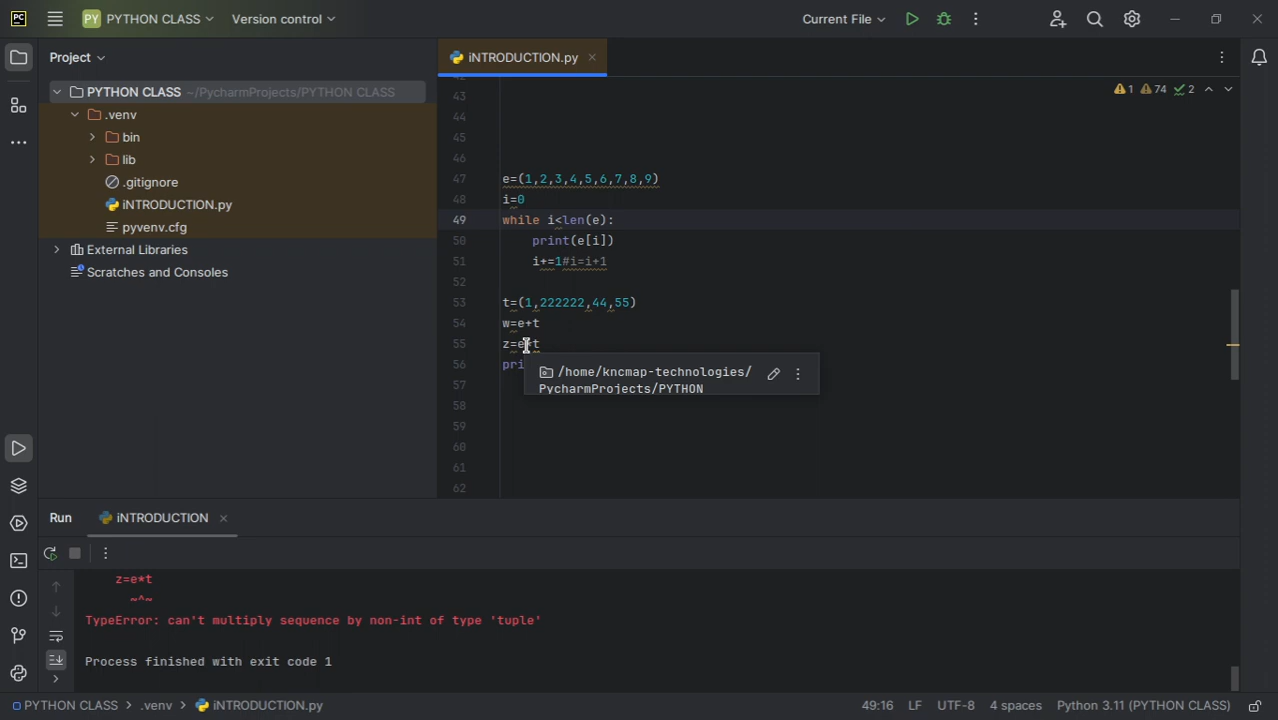 PC
PY PYTHON CLASS
Version control
Current File
Project
iNTRODUCTION.py
PYTHON CLASS ~/PycharmProjects/PYTHON CLASS
.venv
bin
lib
.gitignore
iNTRODUCTION.py
pyvenv.cfg
External Libraries
Scratches and Consoles
1 74 2
42
43
44
45
46
47 e=(1,2,3,4,5,6,7,8,9)
48 i=0
49 while i<len(e):
50 print(e[i])
51 i+=1#i=i+1
52
53 t=(1,222222,44,55)
54 w=e+t
55 z=e*t
56 pri
/home/kncmap-technologies/
PycharmProjects/PYTHON
57
58
59
60
61
62
Run iNTRODUCTION
z=e*t
~^~
TypeError: can't multiply sequence by non-int of type 'tuple'
Process finished with exit code 1
PYTHON CLASS > .venv > iNTRODUCTION.py
49:16 LF UTF-8 4 spaces Python 3.11 (PYTHON CLASS)